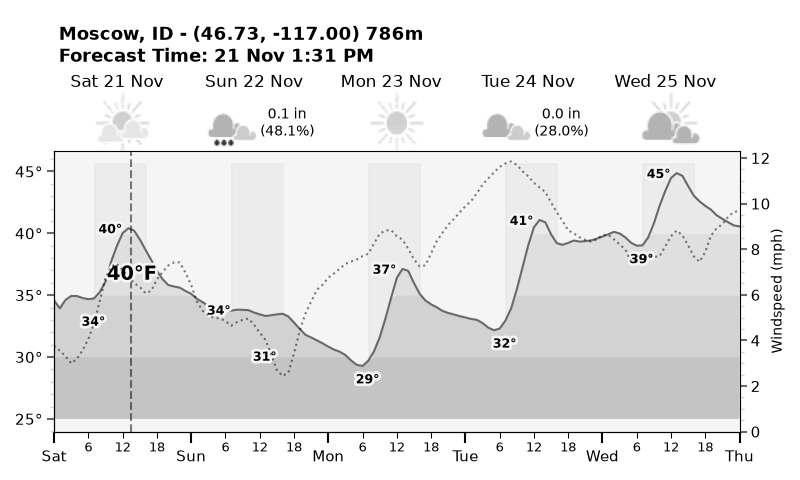 Moscow, ID - (46.73, -117.00) 786m
Forecast Time: 21 Nov 1:31 PM
Sat 21 Nov Sun 22 Nov Mon 23 Nov Tue 24 Nov Wed 25 Nov
0.1 in 0.0 in
(48.1%) (28.0%)
45° 40° 35° 30° 25°
12 10 8 6 4 2 0
Windspeed (mph)
40° 34° 34° 31° 29° 37° 32° 41° 39° 45°
40°F
6 12 18 6 12 18 6 12 18 6 12 18 6 12 18
Sat Sun Mon Tue Wed Thu